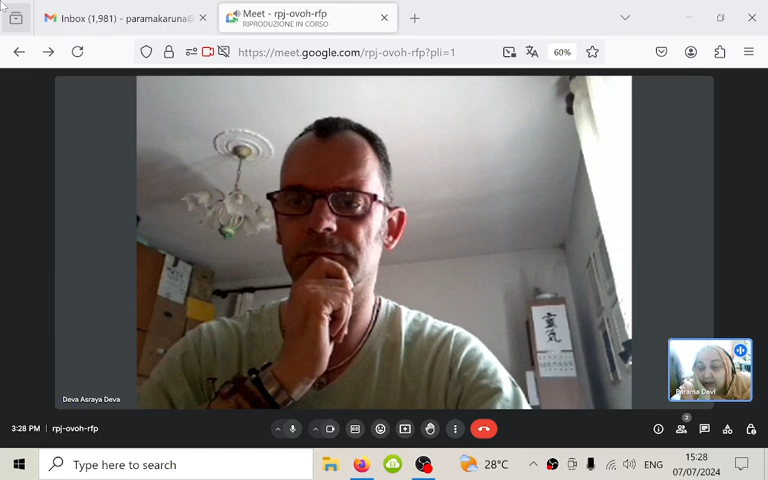 Inbox (1,981) - paramakaruna@
Meet - rpj-ovoh-rfp
RIPRODUZIONE IN CORSO
https://meet.google.com/rpj-ovoh-rfp?pli=1
60%
靈
氣
Deva Asraya Deva
Parama Devi
2
3:28 PM | rpj-ovoh-rfp
Type here to search
28°C
ENG
15:28
07/07/2024